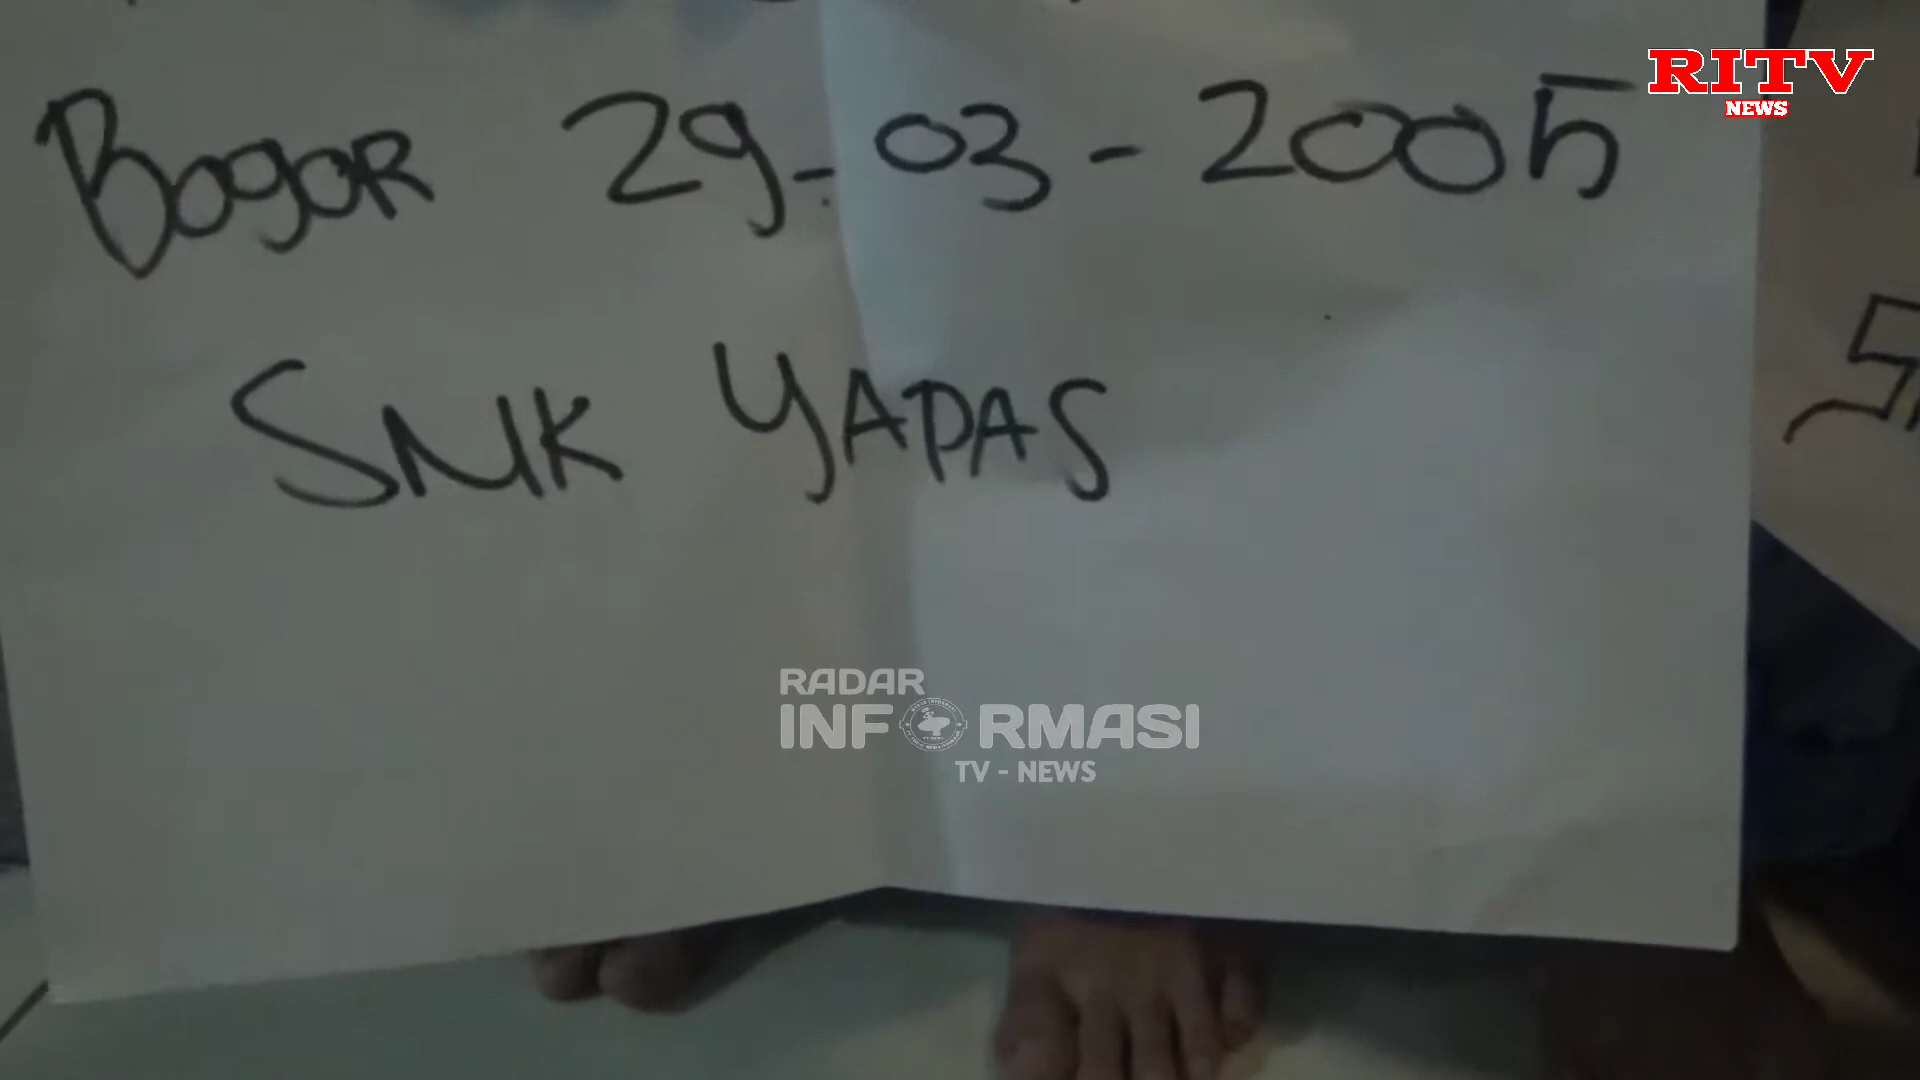 RITV
NEWS
Bogor 29-03-2005
SMK YAPAS
RADAR
INFORMASI
TV - NEWS